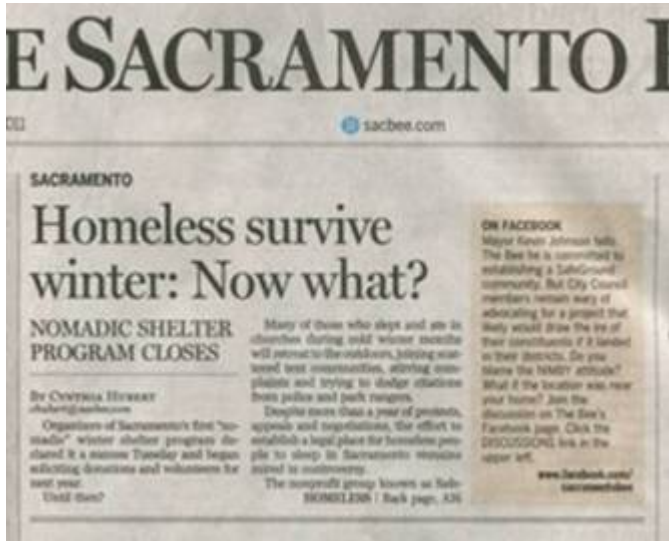 E SACRAMENTO
sacbee.com
SACRAMENTO
Homeless survive
winter: Now what?
NOMADIC SHELTER
PROGRAM CLOSES
BY CYNTHIA HUBERT
chubert@sacbee.com
Organizers of Sacramento's first "no-
madic" winter shelter program de-
clared it a success Tuesday and began
soliciting donations and volunteers for
next year.
Until then?
Many of those who slept and ate in
churches during cold winter months
will retreat to the outdoors, joining scat-
tered tent communities, stirring com-
plaints and trying to dodge citations
from police and park rangers.
Despite more than a year of protests,
appeals and negotiations, the effort to
establish a legal place for homeless peo-
ple to sleep in Sacramento remains
mired in controversy.
The nonprofit group known as Safe-
HOMELESS | Back page, A16
ON FACEBOOK
Mayor Kevin Johnson tells
The Bee he is committed to
establishing a SafeGround
community. But City Council
members remain wary of
advocating for a project that
likely would draw the ire of
their constituents if it landed
in their districts. Do you
blame the NIMBY attitude?
What if the location was near
your home? Join the
discussion on The Bee's
Facebook page. Click the
DISCUSSIONS link in the
upper left.
www.facebook.com/
sacramentobee